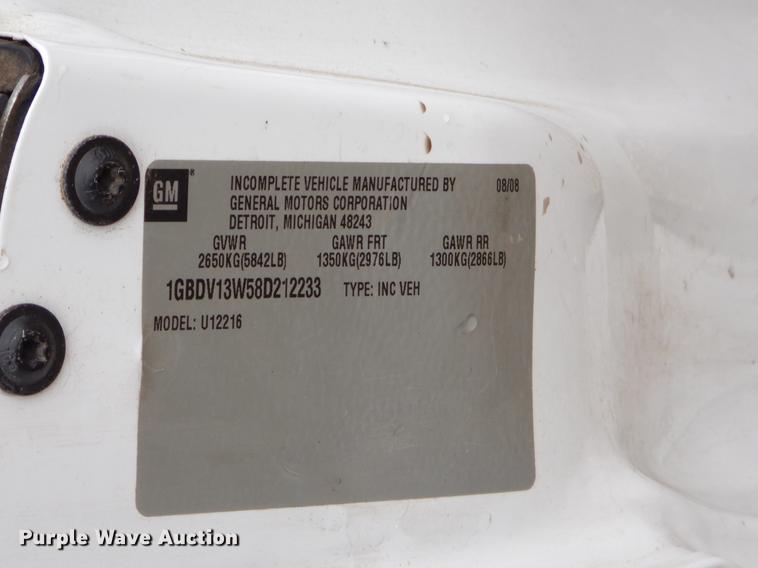 GM ®
INCOMPLETE VEHICLE MANUFACTURED BY 08/08
GENERAL MOTORS CORPORATION
DETROIT, MICHIGAN 48243
GVWR GAWR FRT GAWR RR
2650KG(5842LB) 1350KG(2976LB) 1300KG(2866LB)
1GBDV13W58D212233 TYPE: INC VEH
MODEL: U12216
Purple Wave Auction